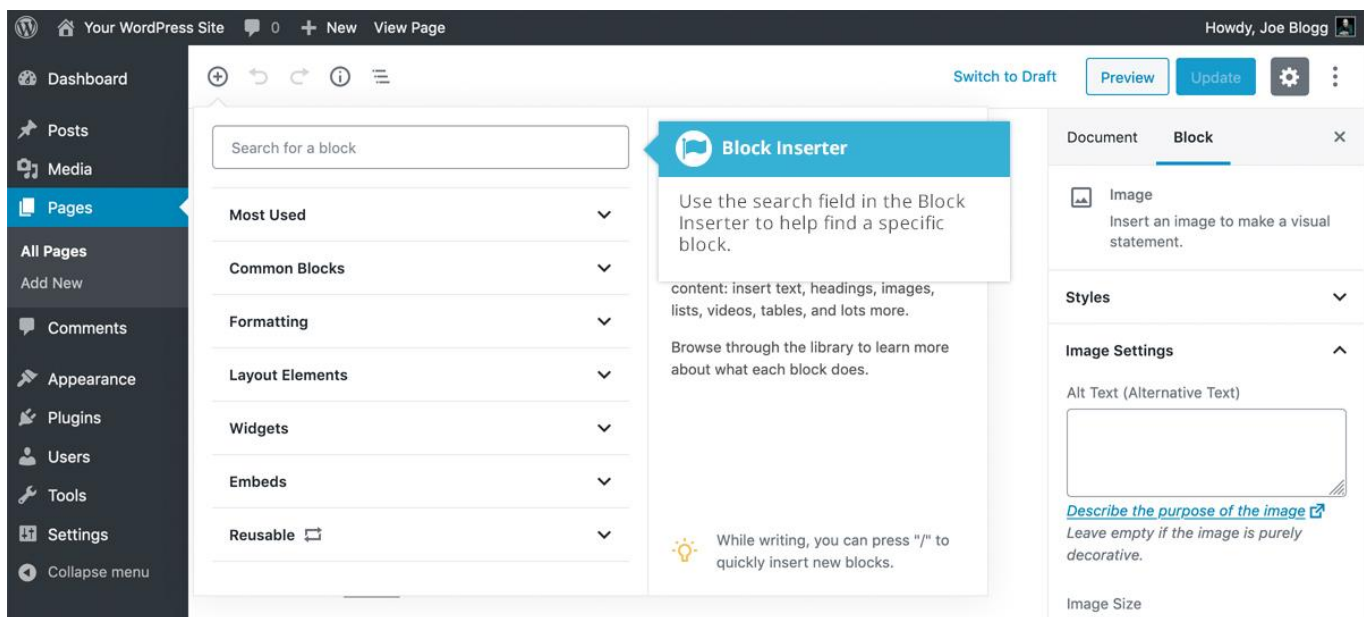 Your WordPress Site 0 New View Page Howdy, Joe Blogg
Dashboard
Posts
Media
Pages
All Pages
Add New
Comments
Appearance
Plugins
Users
Tools
Settings
Collapse menu
Switch to Draft Preview Update
Search for a block
Most Used
Common Blocks
Formatting
Layout Elements
Widgets
Embeds
Reusable
Block Inserter
Use the search field in the Block
Inserter to help find a specific
block.
content: insert text, headings, images,
lists, videos, tables, and lots more.
Browse through the library to learn more
about what each block does.
While writing, you can press "/" to
quickly insert new blocks.
Document Block
Image
Insert an image to make a visual
statement.
Styles
Image Settings
Alt Text (Alternative Text)
Describe the purpose of the image
Leave empty if the image is purely
decorative.
Image Size